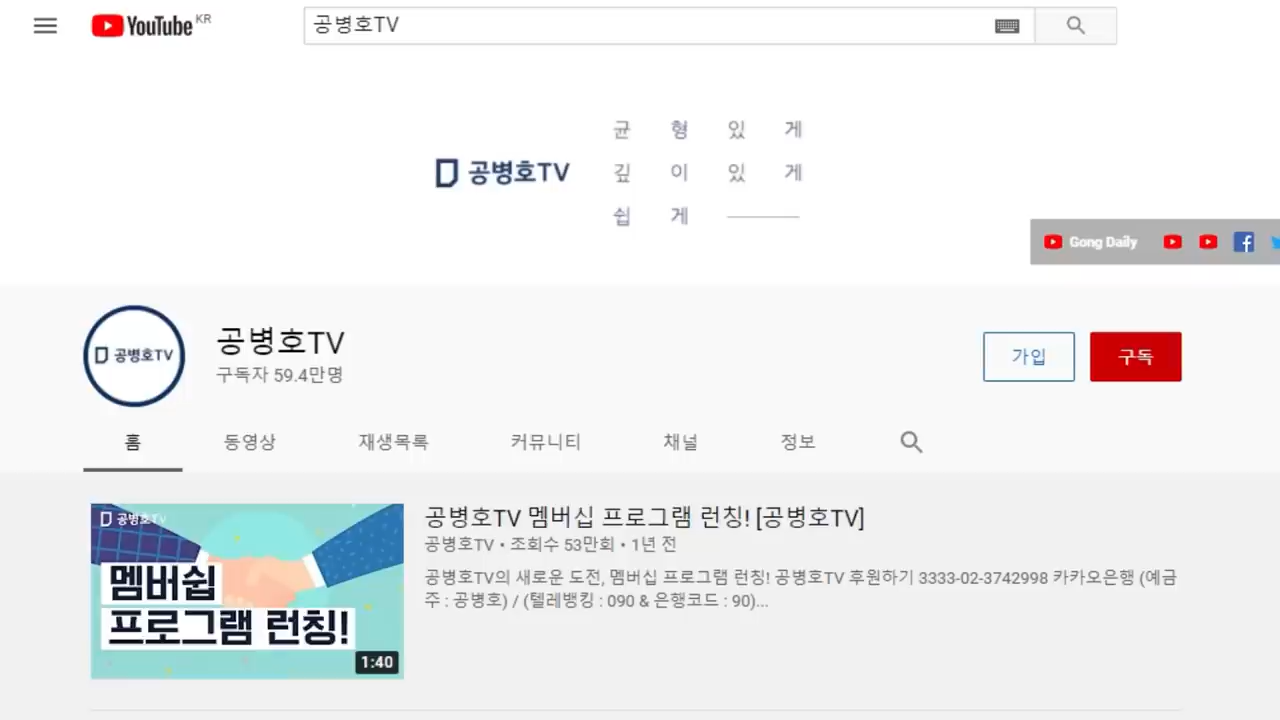 YouTube KR
공병호TV
균형있게
공병호TV 깊이있게
쉽게
Gong Daily
공병호TV
공병호TV
구독자 59.4만명
가입
구독
홈 동영상 재생목록 커뮤니티 채널 정보
공병호TV
멤버쉽
프로그램 런칭!
1:40
공병호TV 멤버십 프로그램 런칭! [공병호TV]
공병호TV • 조회수 53만회 • 1년 전
공병호TV의 새로운 도전, 멤버십 프로그램 런칭! 공병호TV 후원하기 3333-02-3742998 카카오은행 (예금
주 : 공병호) / (텔레뱅킹 : 090 & 은행코드 : 90)...